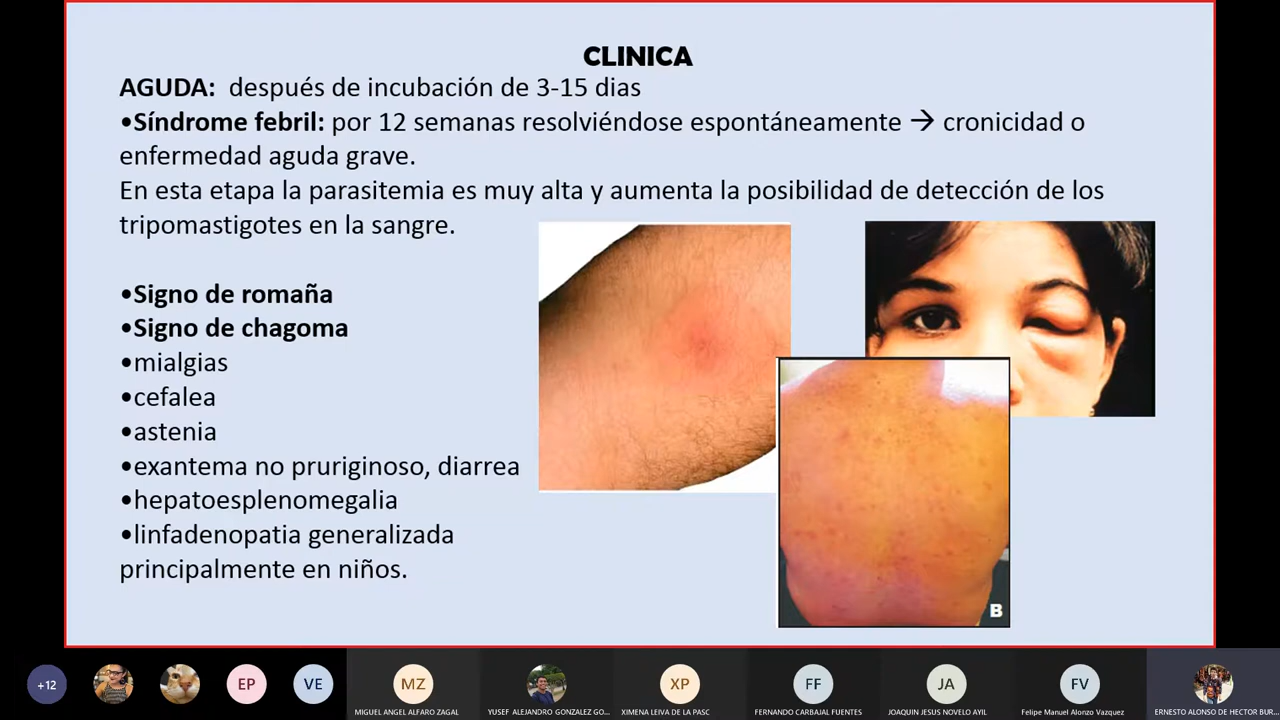 CLINICA
AGUDA: después de incubación de 3-15 dias
•Síndrome febril: por 12 semanas resolviéndose espontáneamente → cronicidad o
enfermedad aguda grave.
En esta etapa la parasitemia es muy alta y aumenta la posibilidad de detección de los
tripomastigotes en la sangre.
•Signo de romaña
•Signo de chagoma
•mialgias
•cefalea
•astenia
•exantema no pruriginoso, diarrea
•hepatoesplenomegalia
•linfadenopatia generalizada
principalmente en niños.
B
+12
EP
VE
MZ
XP
FF
JA
FV
MIGUEL ANGEL ALFARO ZAGAL
YUSEF ALEJANDRO GONZALEZ GO...
XIMENA LEIVA DE LA PASC
FERNANDO CARBAJAL FUENTES
JOAQUIN JESUS NOVELO AYIL
Felipe Manuel Alonzo Vazquez
ERNESTO ALONSO DE HECTOR BUR...